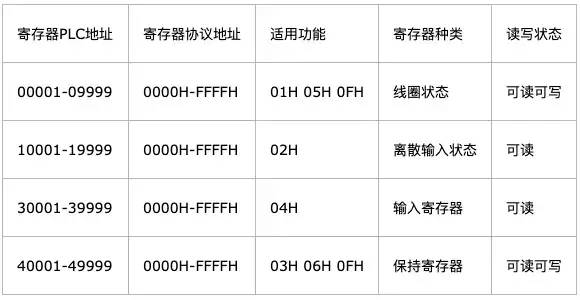 寄存器PLC地址 寄存器协议地址 适用功能 寄存器种类 读写状态
00001-09999 0000H-FFFFH 01H 05H 0FH 线圈状态 可读可写
10001-19999 0000H-FFFFH 02H 离散输入状态 可读
30001-39999 0000H-FFFFH 04H 输入寄存器 可读
40001-49999 0000H-FFFFH 03H 06H 0FH 保持寄存器 可读可写